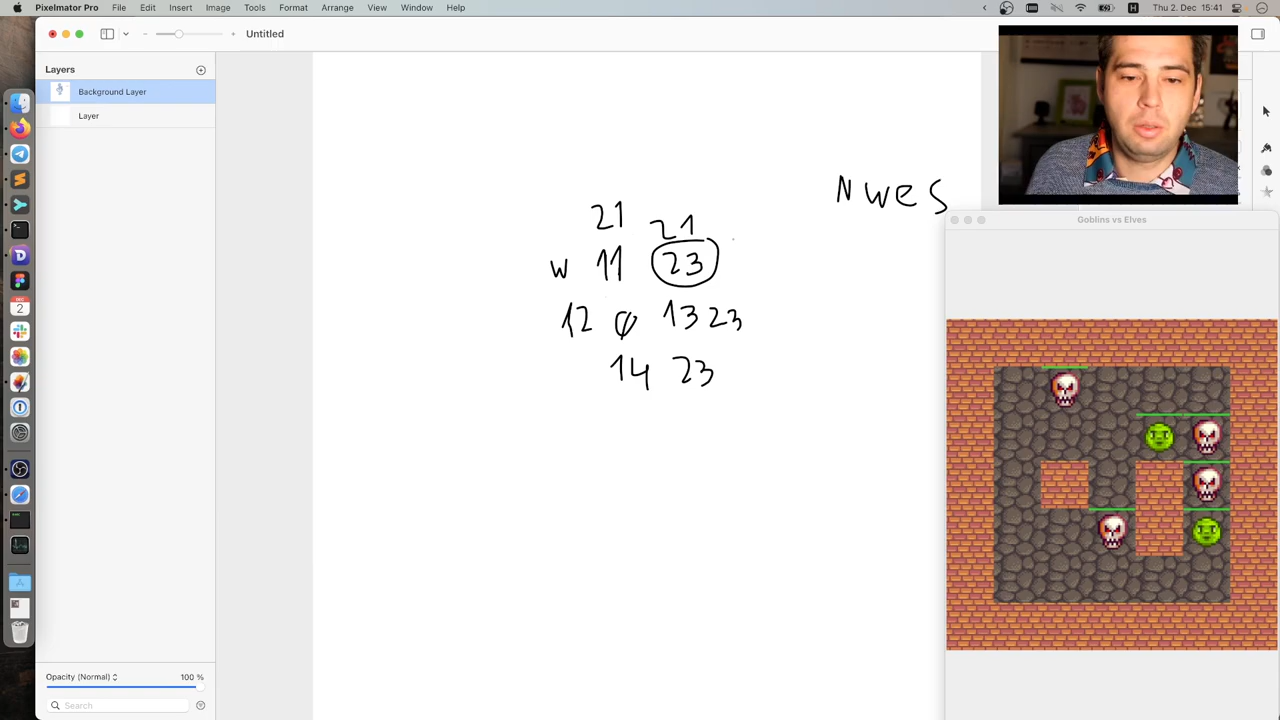 Pixelmator Pro File Edit Insert Image Tools Format Arrange View Window Help
Thu 2. Dec 15:41
Untitled
Layers
Background Layer
Layer
N w e s
21 21
w 11 23
12 φ 13 23
14 23
Goblins vs Elves
DEC
2
Opacity (Normal) 100 %
Search